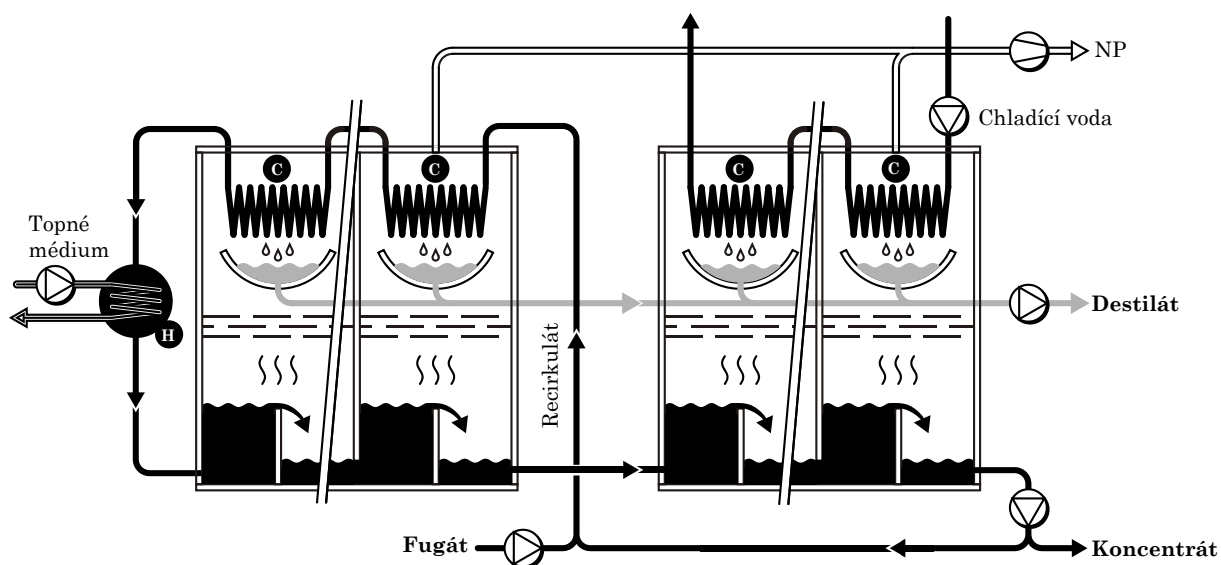 NP
Chladící voda
C
C
C
C
Topné
médium
H
Destilát
Recirkulát
Fugát
Koncentrát